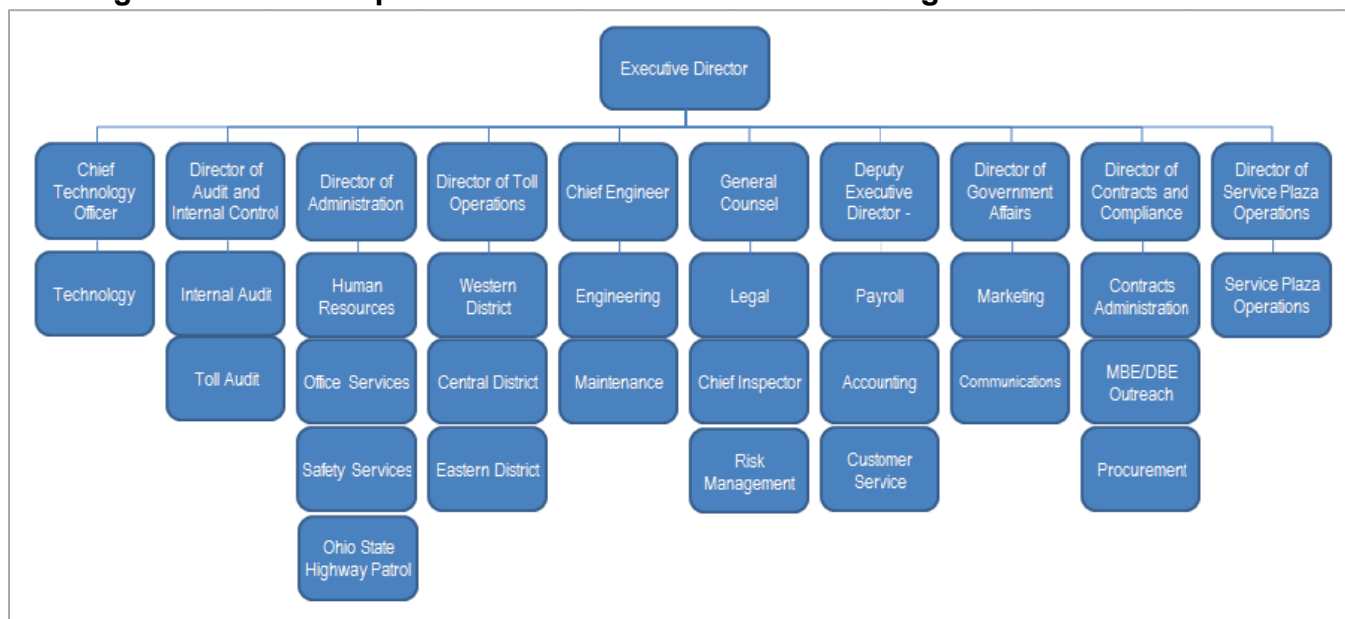 Executive Director
Chief
Technology
Officer
Director of
Audit and
Internal Control
Director of
Administration
Director of Toll
Operations
Chief Engineer
General
Counsel
Deputy
Executive
Director -
Director of
Government
Affairs
Director of
Contracts and
Compliance
Director of
Service Plaza
Operations
Technology
Internal Audit
Human
Resources
Western
District
Engineering
Legal
Payroll
Marketing
Contracts
Administration
Service Plaza
Operations
Toll Audit
Office Services
Central District
Maintenance
Chief Inspector
Accounting
Communications
MBE/DBE
Outreach
Safety Services
Eastern District
Risk
Management
Customer
Service
Procurement
Ohio State
Highway Patrol